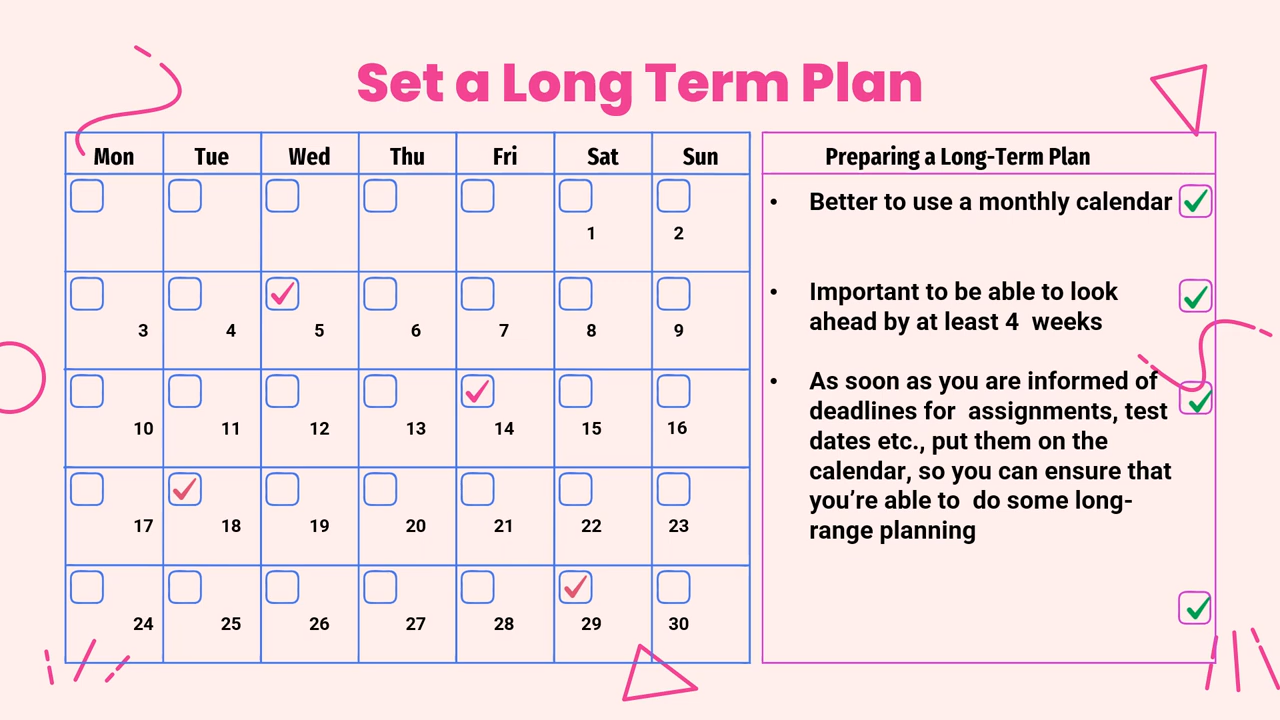 Set a Long Term Plan
Mon Tue Wed Thu Fri Sat Sun
1 2
3 4 5 6 7 8 9
10 11 12 13 14 15 16
17 18 19 20 21 22 23
24 25 26 27 28 29 30
Preparing a Long-Term Plan
• Better to use a monthly calendar
• Important to be able to look
ahead by at least 4 weeks
• As soon as you are informed of
deadlines for assignments, test
dates etc., put them on the
calendar, so you can ensure that
you’re able to do some long-
range planning